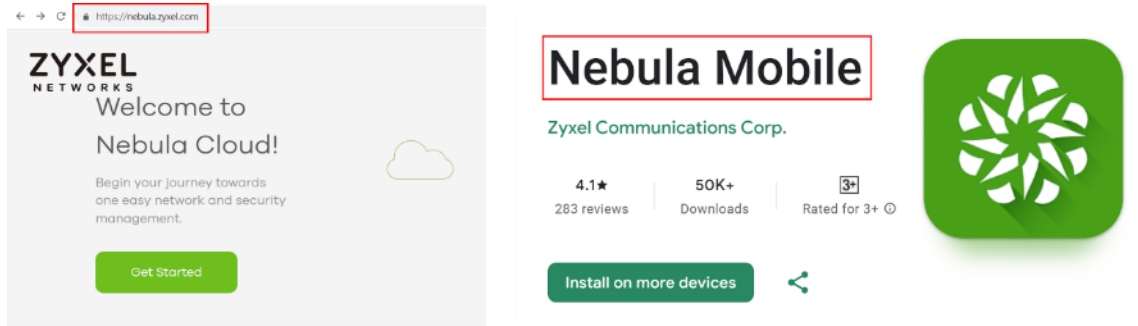 https://nebula.zyxel.com
ZYXEL
NETWORKS
Welcome to
Nebula Cloud!
Begin your journey towards
one easy network and security
management.
Get Started
Nebula Mobile
Zyxel Communications Corp.
4.1★
283 reviews
50K+
Downloads
3+
Rated for 3+
Install on more devices